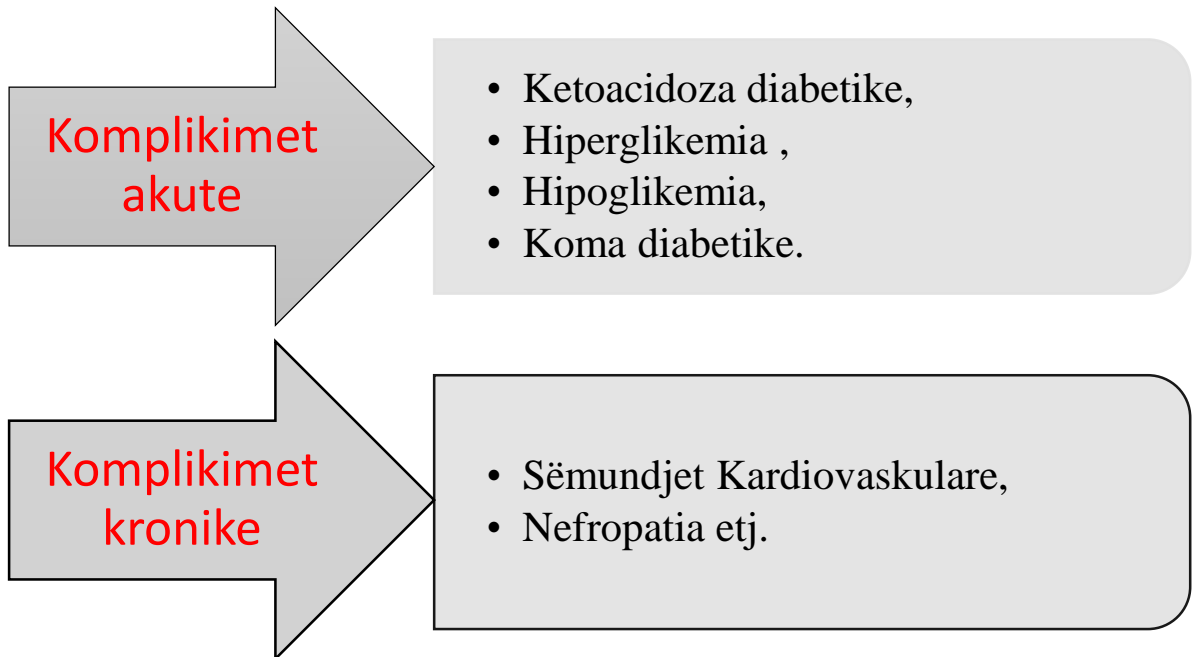 Komplikimet
akute
• Ketoacidoza diabetike,
• Hiperglikemia ,
• Hipoglikemia,
• Koma diabetike.
Komplikimet
kronike
• Sëmundjet Kardiovaskulare,
• Nefropatia etj.